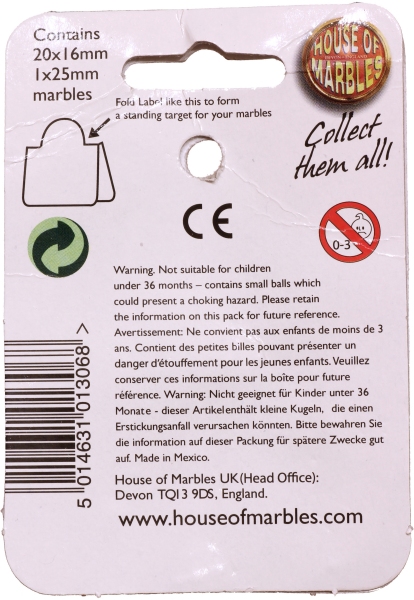 Contains
20x16mm
1x25mm
marbles
HOUSE OF
MARBLES
Fold Label like this to form
a standing target for your marbles
Collect
them all!
CE
0-3
Warning. Not suitable for children
under 36 months – contains small balls which
could present a choking hazard. Please retain
the information on this pack for future reference.
Avertissement: Ne convient pas aux enfants de moins de 3
ans. Contient des petites billes pouvant présenter un
danger d'étouffement pour les jeunes enfants. Veuillez
conserver ces informations sur la boîte pour future
référence. Warning: Nicht geeignet für Kinder unter 36
Monate - dieser Artikelenthält kleine Kugeln, die einen
Erstickungsanfall verursachen könnten. Bitte bewahren Sie
die information auf dieser Packung für spätere Zwecke gut
auf. Made in Mexico.
5 014631 013068 >
House of Marbles UK(Head Office):
Devon TQ13 9DS, England.
www.houseofmarbles.com